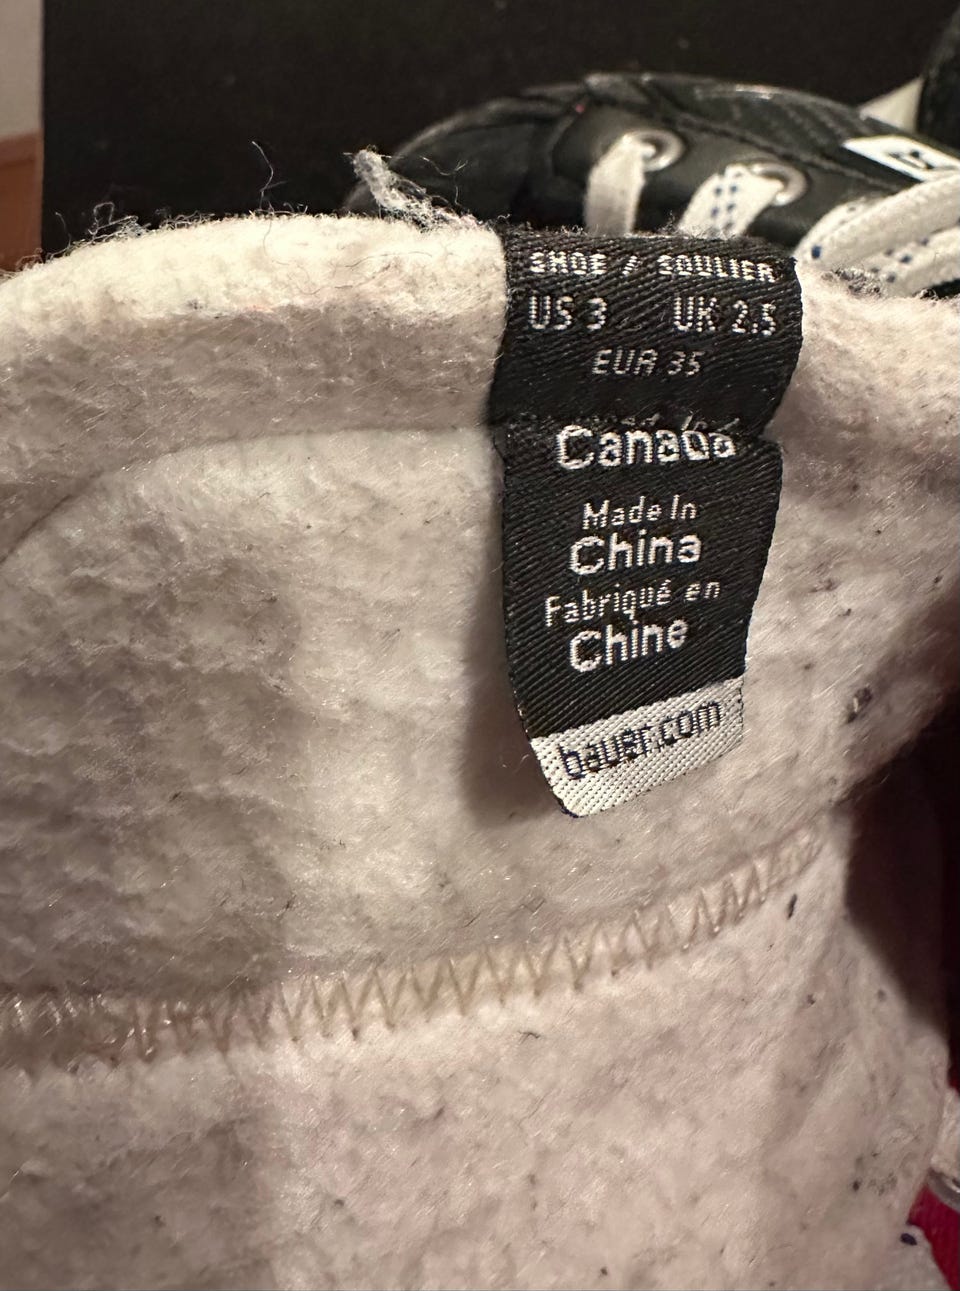 SHOE / SOULIER
US 3 UK 2.5
EUR 35
Canada
Made In
China
Fabriqué en
Chine
bauer.com